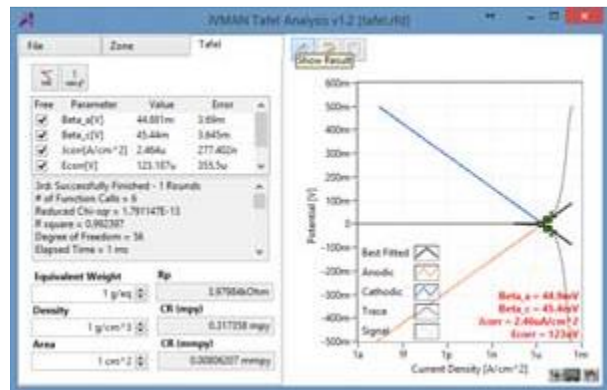 IVMAN Tafel Analysis v1.2 [tafel.rlt]
File Zone Tafel
Show Result
Free Parameter Value Error
Beta_a[V] 44.881m 3.69m
Beta_c[V] 45.44m 3.645m
Icorr[A/cm^2] 2.464u 277.402n
Ecorr[V] 123.107u 355.5u
3rd: Successfully Finished - 1 Rounds
# of Function Calls = 6
Reduced Chi-sqr = 1.791147E-13
R square = 0.992397
Degree of Freedom = 56
Elapsed Time = 1 ms
Equivalent Weight Rp
1 g/eq 3.97984kOhm
Density CR (mpy)
1 g/cm^3 0.317358 mpy
Area CR (mmpy)
1 cm^2 0.00806207 mmpy
600m
500m
400m
300m
200m
100m
0
-100m
-200m
-300m
-400m
-500m
Potential [V]
Best Fitted
Anodic
Cathodic
Trace
Signal
Beta_a = 44.9mV
Beta_c = 45.4mV
Icorr = 2.46uA/cm^2
Ecorr = 123uV
1a 1f 1p 1n 1u 1m
Current Density [A/cm^2]